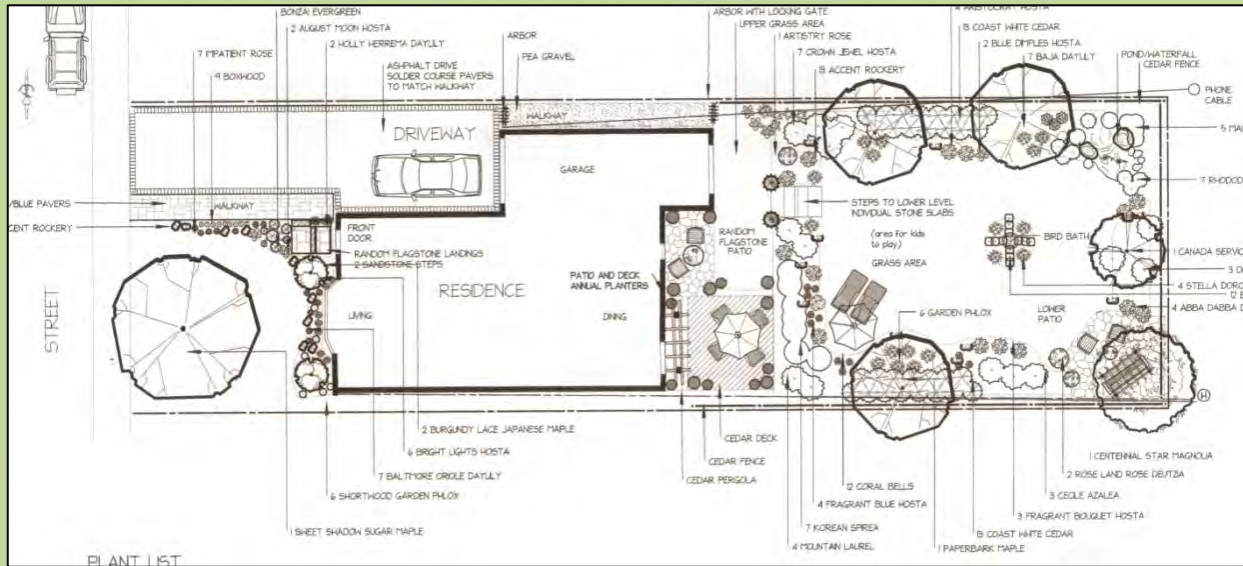 BONZAI EVERGREEN
2 AUGUST MOON HOSTA
7 IMPATIENT ROSE
2 HOLLY HERREMA DAYLILY
9 BOXWOOD
ASHPHALT DRIVE
SOLDER COURSE PAVERS
TO MATCH WALKWAY
ARBOR
PEA GRAVEL
ARBOR WITH LOCKING GATE
UPPER GRASS AREA
1 ARTISTRY ROSE
7 CROWN JEWEL HOSTA
13 ACCENT ROCKERY
4 ARISTOCRAT HOSTA
13 COAST WHITE CEDAR
2 BLUE DIMPLES HOSTA
7 BAJA DAYLILY
POND/WATERFALL
CEDAR FENCE
PHONE
CABLE
5 MA
DRIVEWAY
WALKWAY
GARAGE
7 RHODOD
/BLUE PAVERS
WALKWAY
CENT ROCKERY
FRONT
DOOR
RANDOM FLAGSTONE LANDINGS
2 SANDSTONE STEPS
STEPS TO LOWER LEVEL
INDIVIDUAL STONE SLABS
(area for kids
to play)
GRASS AREA
RANDOM
FLAGSTONE
PATIO
BIRD BATH
1 CANADA SERVIC
STREET
RESIDENCE
PATIO AND DECK
ANNUAL PLANTERS
4 STELLA DORO
LIVING
DINING
6 GARDEN PHLOX
LOWER
PATIO
4 ABBA DABBA D
H
2 BURGUNDY LACE JAPANESE MAPLE
6 BRIGHT LIGHTS HOSTA
7 BALTIMORE ORIOLE DAYLILY
6 SHORTWOOD GARDEN PHLOX
1 SWEET SHADOW SUGAR MAPLE
CEDAR DECK
CEDAR FENCE
CEDAR PERGOLA
12 CORAL BELLS
4 FRAGRANT BLUE HOSTA
7 KOREAN SPIREA
4 MOUNTAIN LAUREL
1 PAPERBARK MAPLE
13 COAST WHITE CEDAR
3 FRAGRANT BOUQUET HOSTA
3 CECILE AZALEA
2 ROSE LAND ROSE DEUTZIA
1 CENTENNIAL STAR MAGNOLIA
PLANT LIST